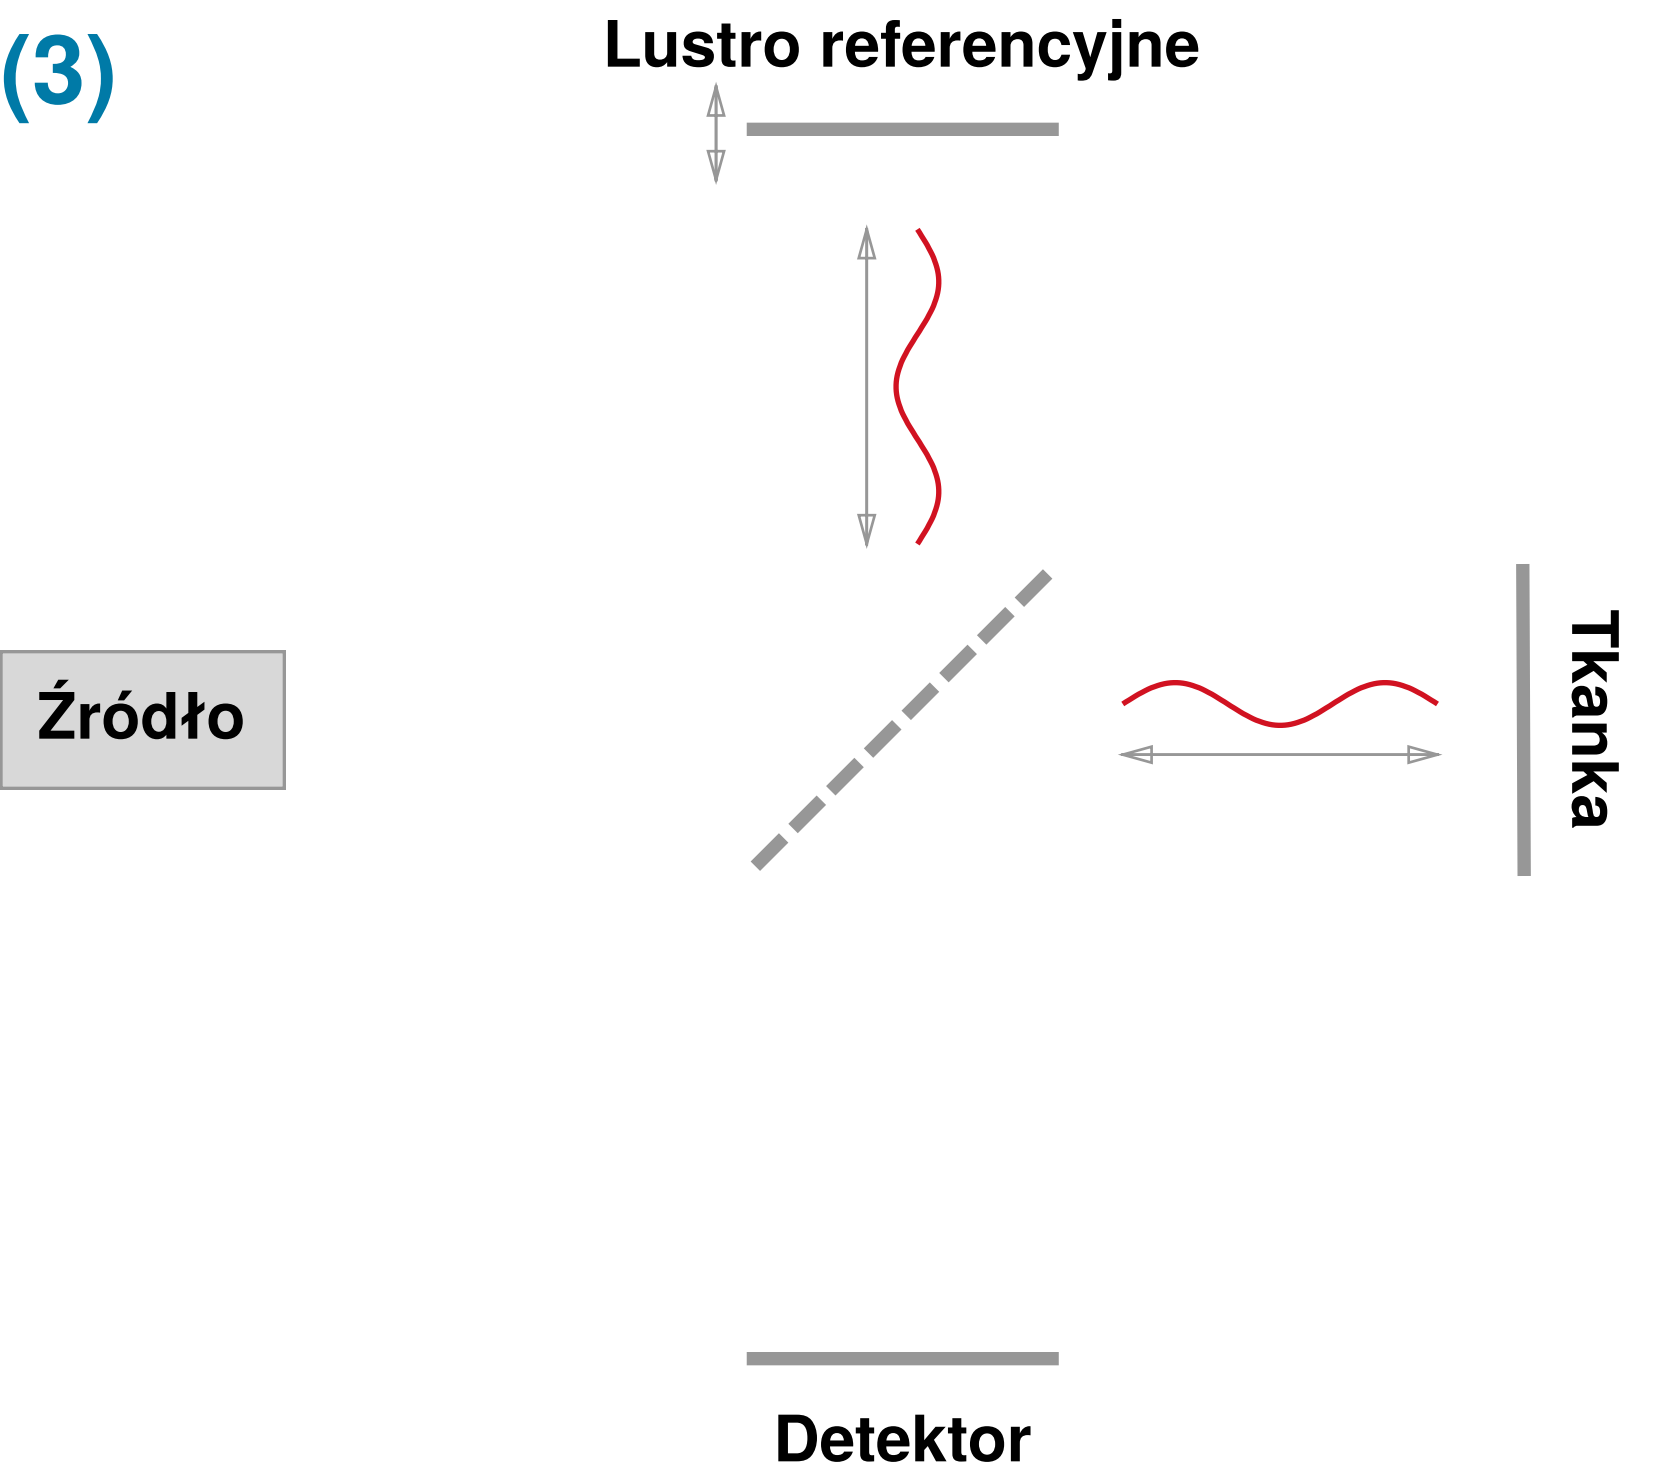 (3)
Lustro referencyjne
Źródło
Tkanka
Detektor